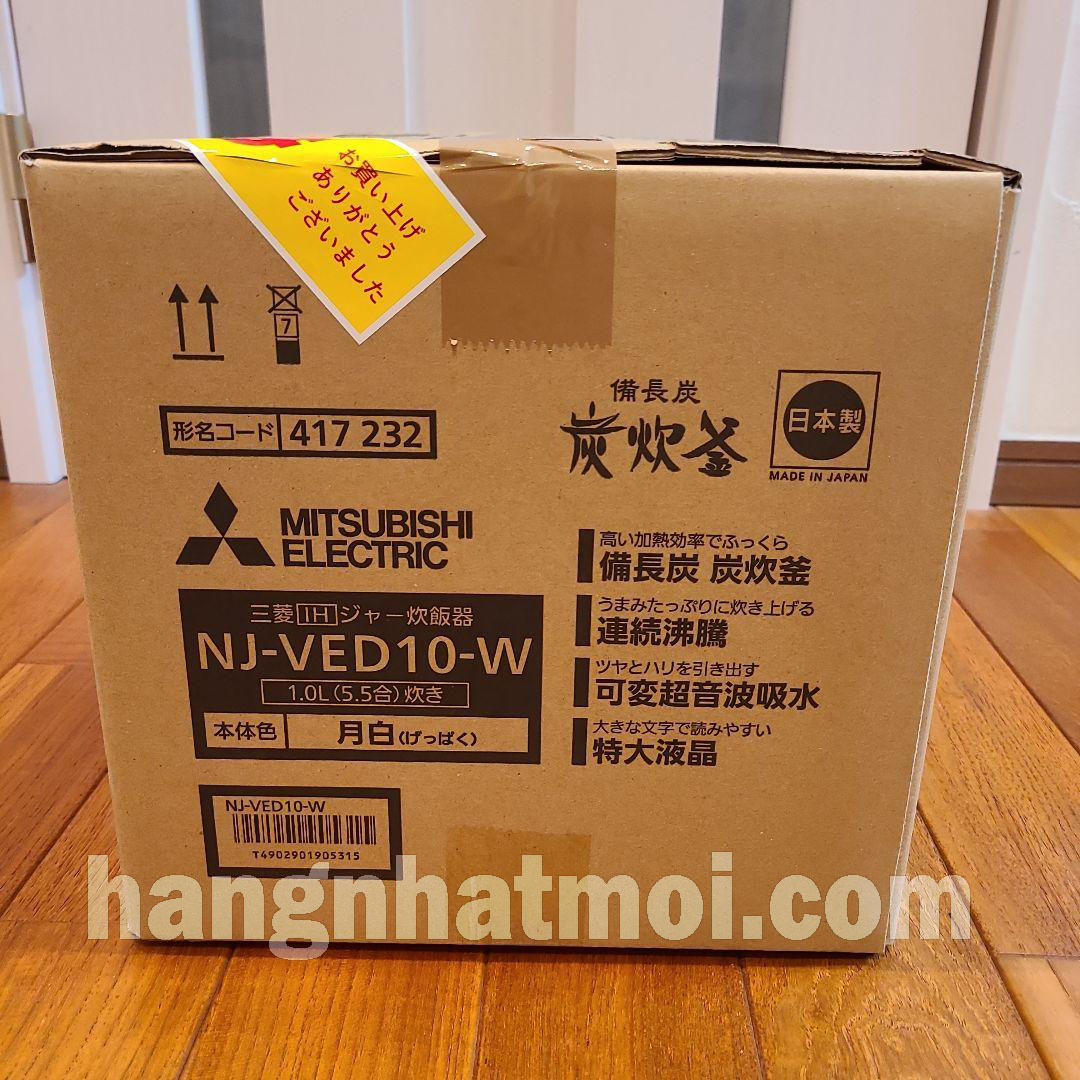 お買い上げ
ありがとう
ございました
7
形名コード 417 232
備長炭
炭炊釜
日本製
MADE IN JAPAN
MITSUBISHI
ELECTRIC
三菱IHジャー炊飯器
NJ-VED10-W
1.0L(5.5合)炊き
本体色 月白(げっぱく)
高い加熱効率でふっくら
備長炭 炭炊釜
うまみたっぷりに炊き上げる
連続沸騰
ツヤとハリを引き出す
可変超音波吸水
大きな文字で読みやすい
特大液晶
NJ-VED10-W
T4902901905315
hangnhatmoi.com